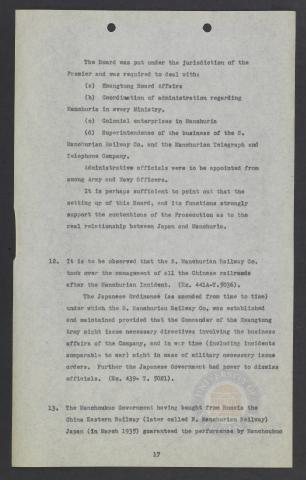 The Board was put under the jurisdiction of the
Premier and was required to deal with:
(a) Kwangtung Board Affairs
(b) Coordination of administration regarding
Manchuria in every Ministry.
(c) Colonial enterprises in Manchuria
(d) Superintendence of the business of the S.
Manchurian Railway Co. and the Manchurian Telegraph and
Telephone Company.
Administrative officials were to be appointed from
among Army and Navy Officers.
It is perhaps sufficient to point out that the
setting up of this Board, and its functions strongly
support the contentions of the Prosecution as to the
real relationship between Japan and Manchuria.
12. It is to be observed that the S. Manchurian Railway Co.
took over the management of all the Chinese railroads
after the Manchurian Incident. (Ex. 441A-T.5036).
The Japanese Ordinance (as amended from time to time)
under which the S. Manchurian Railway Co. was established
and maintained provided that the Commander of the Kwangtung
Army might issue necessary directives involving the business
affairs of the Company, and in war time (including incidents
comparable to war) might in case of military necessary issue
orders. Further the Japanese Government had power to dismiss
officials. (Ex. 439- T. 5021).
13. The Manchoukuo Government having bought from Russia the
China Eastern Railway (later called N. Manchurian Railway)
Japan (in March 1935) guaranteed the performance by Manchoukuo
17